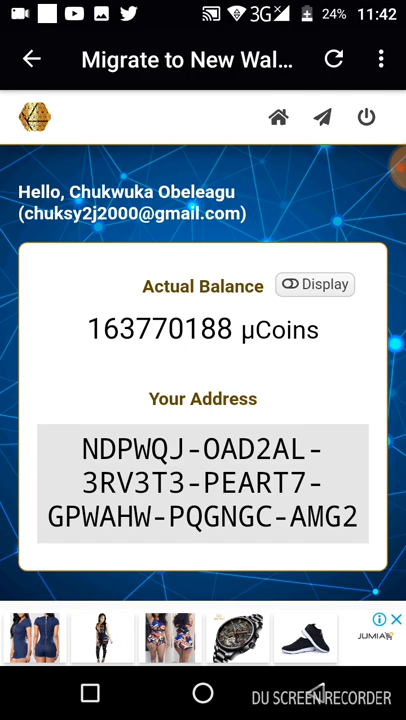 3G 24% 11:42
Migrate to New Wal...
Hello, Chukwuka Obeleagu
(chuksy2j2000@gmail.com)
Actual Balance Display
163770188 µCoins
Your Address
NDPWQJ-OAD2AL-
3RV3T3-PEART7-
GPWAHW-PQGNGC-AMG2
JUMIA
DU SCREEN RECORDER